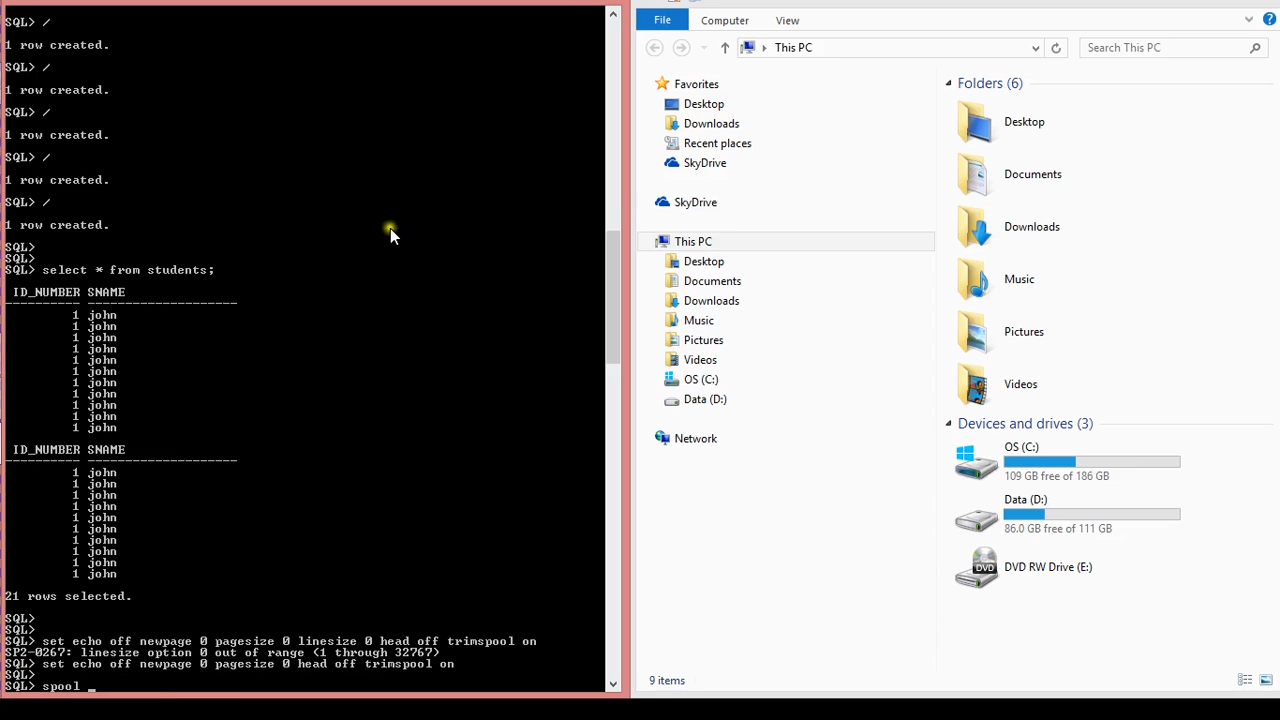 SQL> /
1 row created.
SQL> /
1 row created.
SQL> /
1 row created.
SQL> /
1 row created.
SQL> /
1 row created.
SQL>
SQL>
SQL> select * from students;
ID_NUMBER SNAME
---------- --------------------
1 john
1 john
1 john
1 john
1 john
1 john
1 john
1 john
1 john
1 john
1 john
ID_NUMBER SNAME
---------- --------------------
1 john
1 john
1 john
1 john
1 john
1 john
1 john
1 john
1 john
1 john
21 rows selected.
SQL>
SQL>
SQL> set echo off newpage 0 pagesize 0 linesize 0 head off trimspool on
SP2-0267: linesize option 0 out of range (1 through 32767)
SQL> set echo off newpage 0 pagesize 0 head off trimspool on
SQL>
SQL> spool _
File Computer View
This PC
Search This PC
Favorites
Desktop
Downloads
Recent places
SkyDrive
SkyDrive
This PC
Desktop
Documents
Downloads
Music
Pictures
Videos
OS (C:)
Data (D:)
Network
Folders (6)
Desktop
Documents
Downloads
Music
Pictures
Videos
Devices and drives (3)
OS (C:)
109 GB free of 186 GB
Data (D:)
86.0 GB free of 111 GB
DVD
DVD RW Drive (E:)
9 items